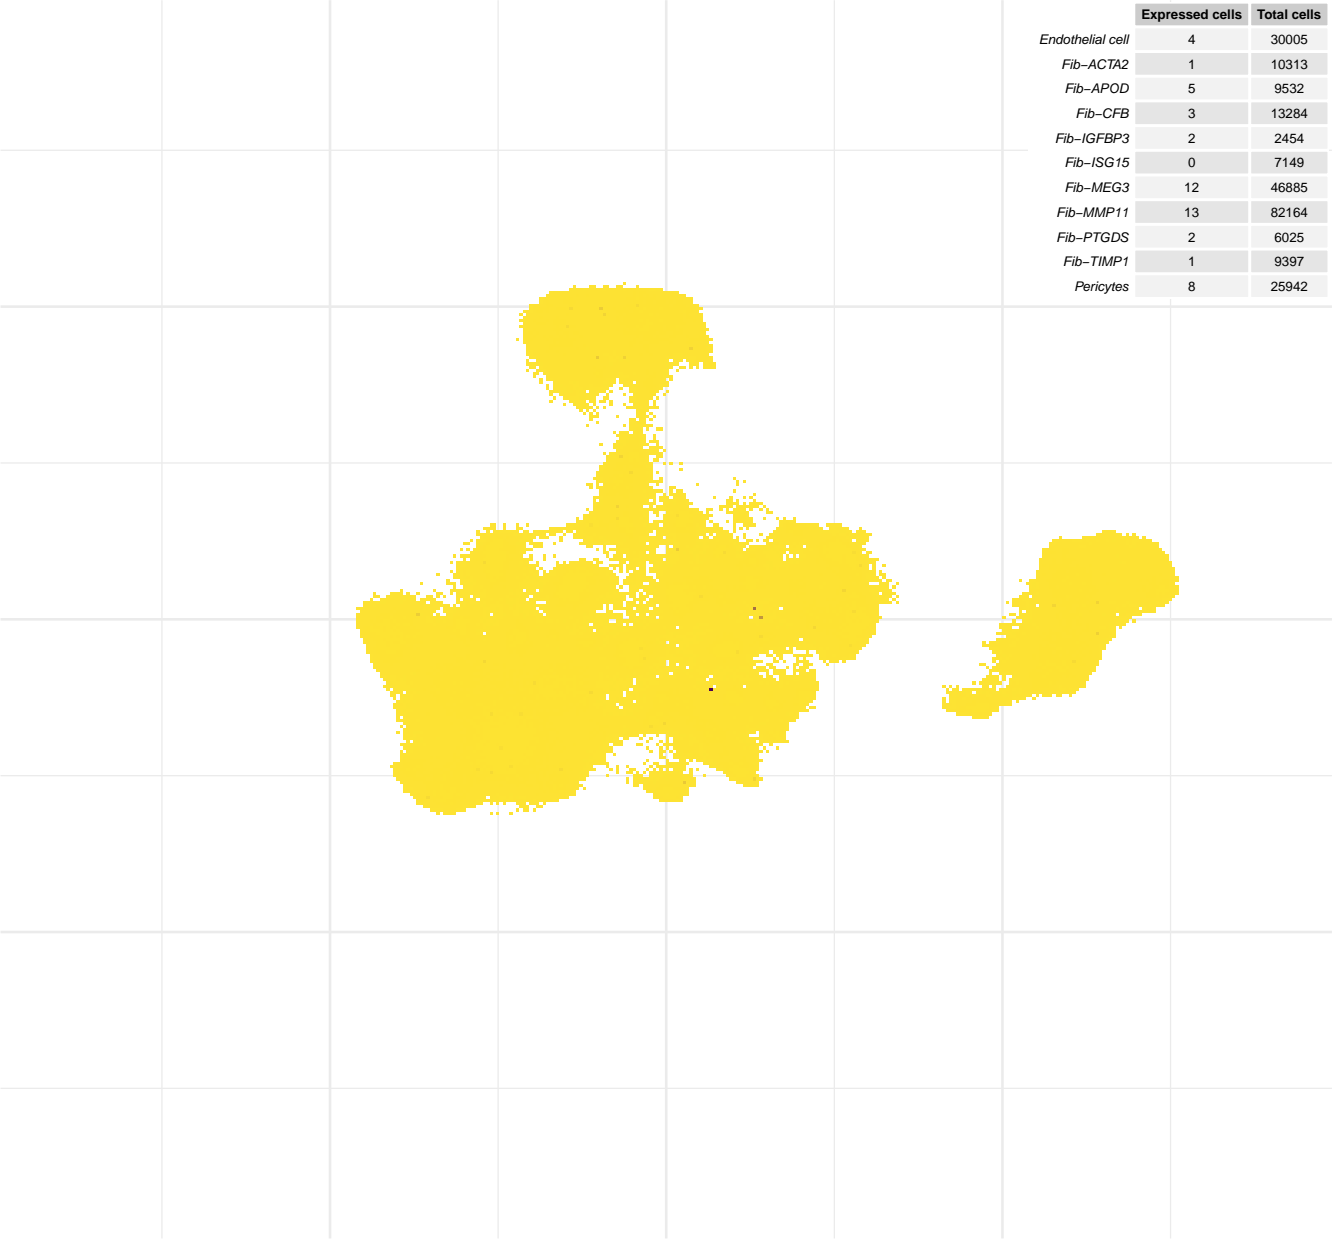 Expressed cells Total cells
Endothelial cell 4 30005
Fib−ACTA2 1 10313
Fib−APOD 5 9532
Fib−CFB 3 13284
Fib−IGFBP3 2 2454
Fib−ISG15 0 7149
Fib−MEG3 12 46885
Fib−MMP11 13 82164
Fib−PTGDS 2 6025
Fib−TIMP1 1 9397
Pericytes 8 25942